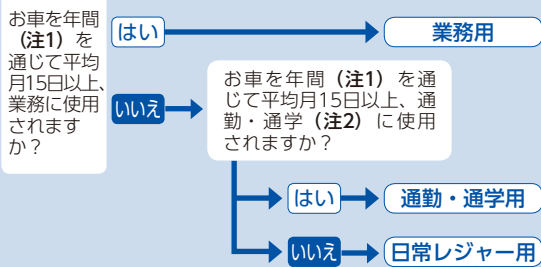 お車を年間
（注1）を
通じて平均
月15日以上、
業務に使用
されます
か？
はい
業務用
いいえ
お車を年間（注1）を通
じて平均月15日以上、通
勤・通学（注2）に使用
されますか？
はい
通勤・通学用
いいえ
日常レジャー用